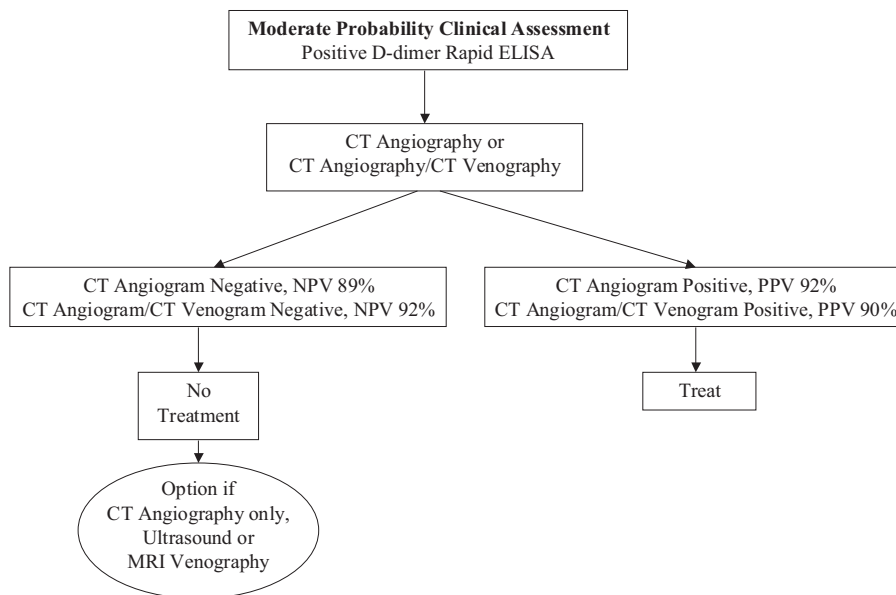 Moderate Probability Clinical Assessment
Positive D-dimer Rapid ELISA
CT Angiography or
CT Angiography/CT Venography
CT Angiogram Negative, NPV 89%
CT Angiogram/CT Venogram Negative, NPV 92%
CT Angiogram Positive, PPV 92%
CT Angiogram/CT Venogram Positive, PPV 90%
No
Treatment
Treat
Option if
CT Angiography only,
Ultrasound or
MRI Venography